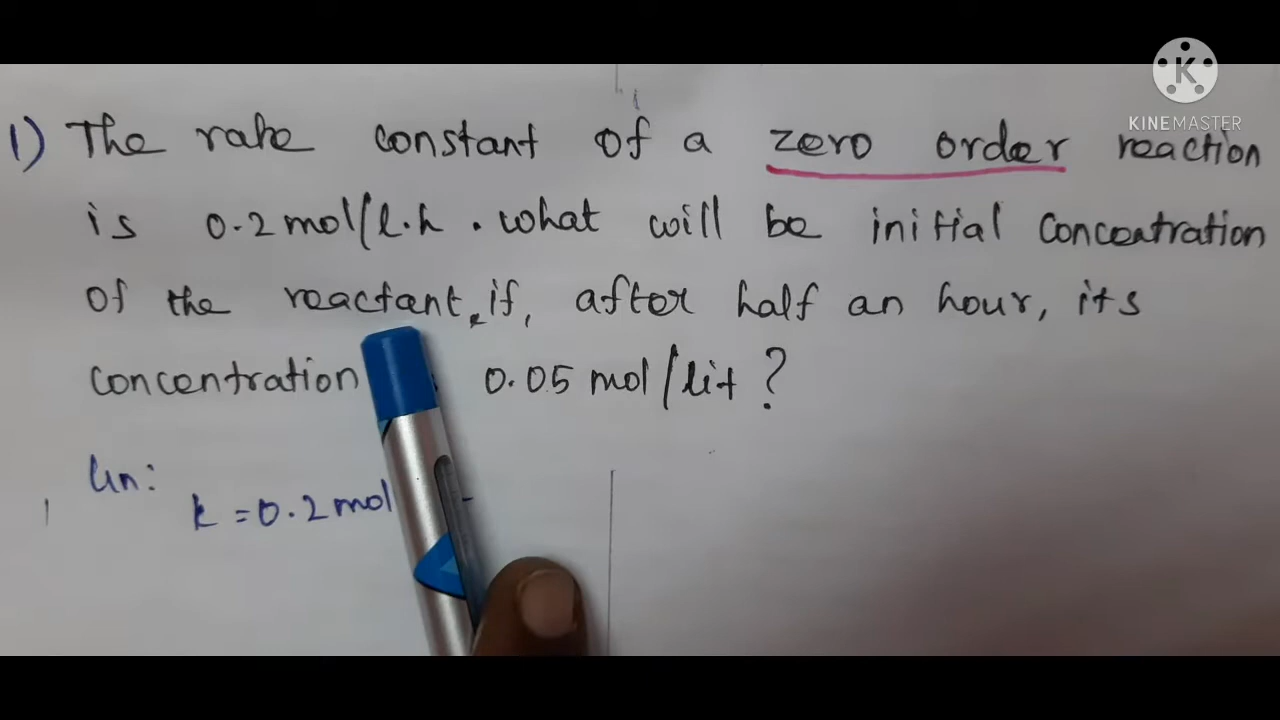 KINEMASTER
1) The rate constant of a zero order reaction
is 0.2 mol/l.h. what will be initial concentration
of the reactant, if, after half an hour, its
concentration 0.05 mol/lit ?
Gn:
k = 0.2 mol